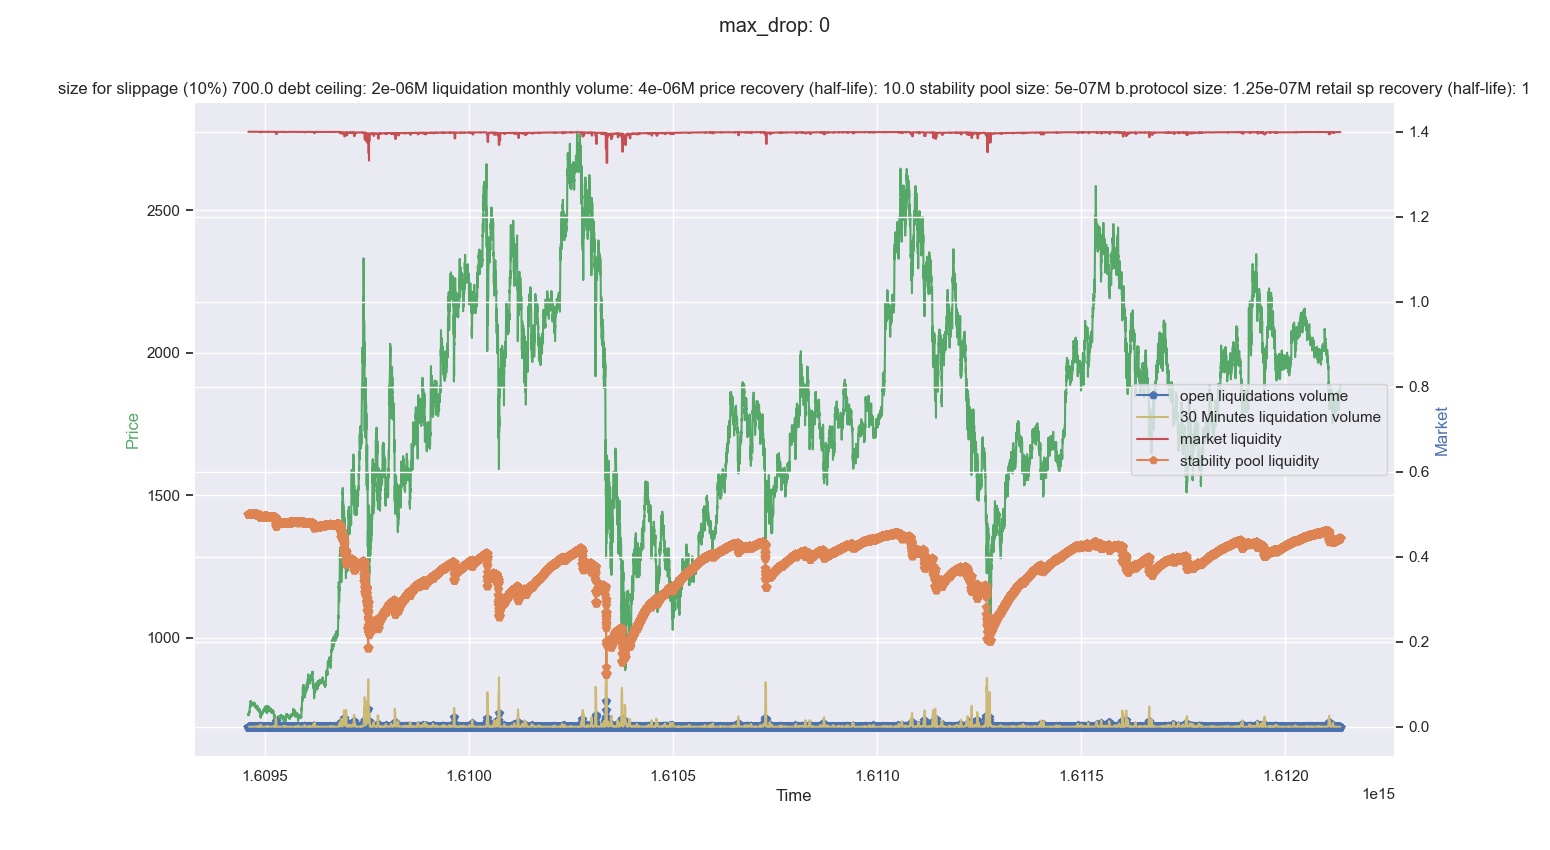 max_drop: 0
size for slippage (10%) 700.0 debt ceiling: 2e-06M liquidation monthly volume: 4e-06M price recovery (half-life): 10.0 stability pool size: 5e-07M b.protocol size: 1.25e-07M retail sp recovery (half-life): 1
2500
2000
1500
1000
Price
1.4
1.2
1.0
0.8
0.6
0.4
0.2
0.0
Market
open liquidations volume
30 Minutes liquidation volume
market liquidity
stability pool liquidity
1.6095 1.6100 1.6105 1.6110 1.6115 1.6120
Time
1e15